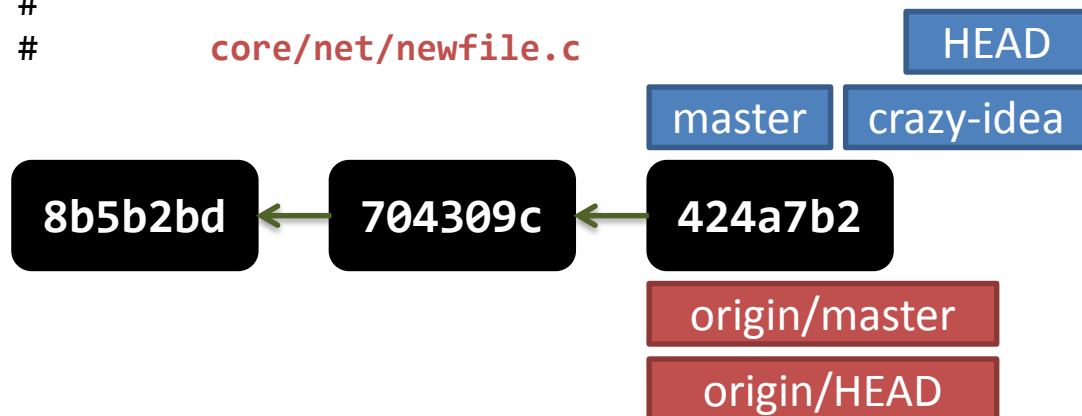 #
# core/net/newfile.c
HEAD
master crazy-idea
8b5b2bd 704309c 424a7b2
origin/master
origin/HEAD